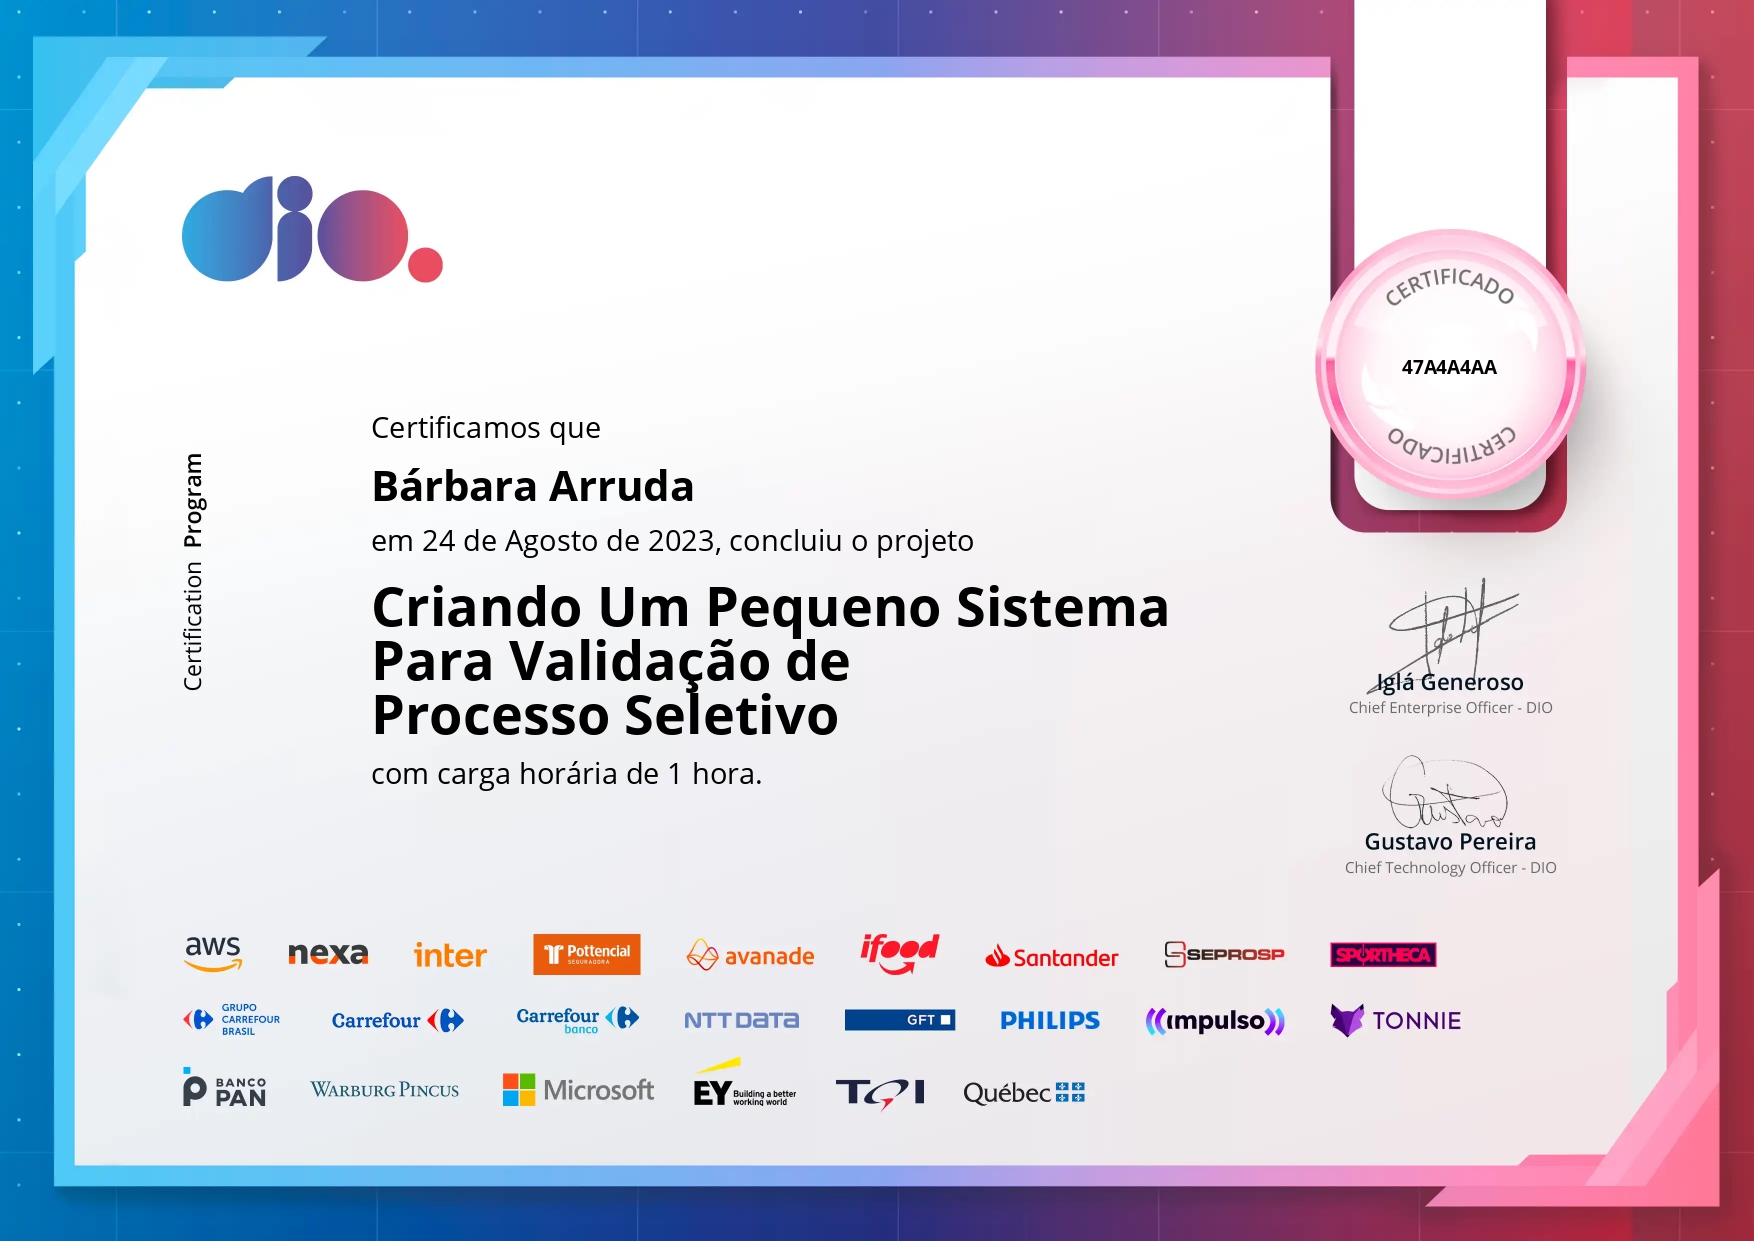 dio.
CERTIFICADO
47A4A4AA
CERTIFICADO
Certification Program
Certificamos que
Bárbara Arruda
em 24 de Agosto de 2023, concluiu o projeto
Criando Um Pequeno Sistema
Para Validação de
Processo Seletivo
com carga horária de 1 hora.
Iglá Generoso
Chief Enterprise Officer - DIO
Gustavo Pereira
Chief Technology Officer - DIO
aws nexa inter Pottencial SEGURADORA avanade ifood Santander SEPROSP SPORTHECA
GRUPO CARREFOUR BRASIL Carrefour Carrefour banco NTT DATA GFT PHILIPS impulso TONNIE
BANCO PAN WARBURG PINCUS Microsoft EY Building a better working world TQI Québec